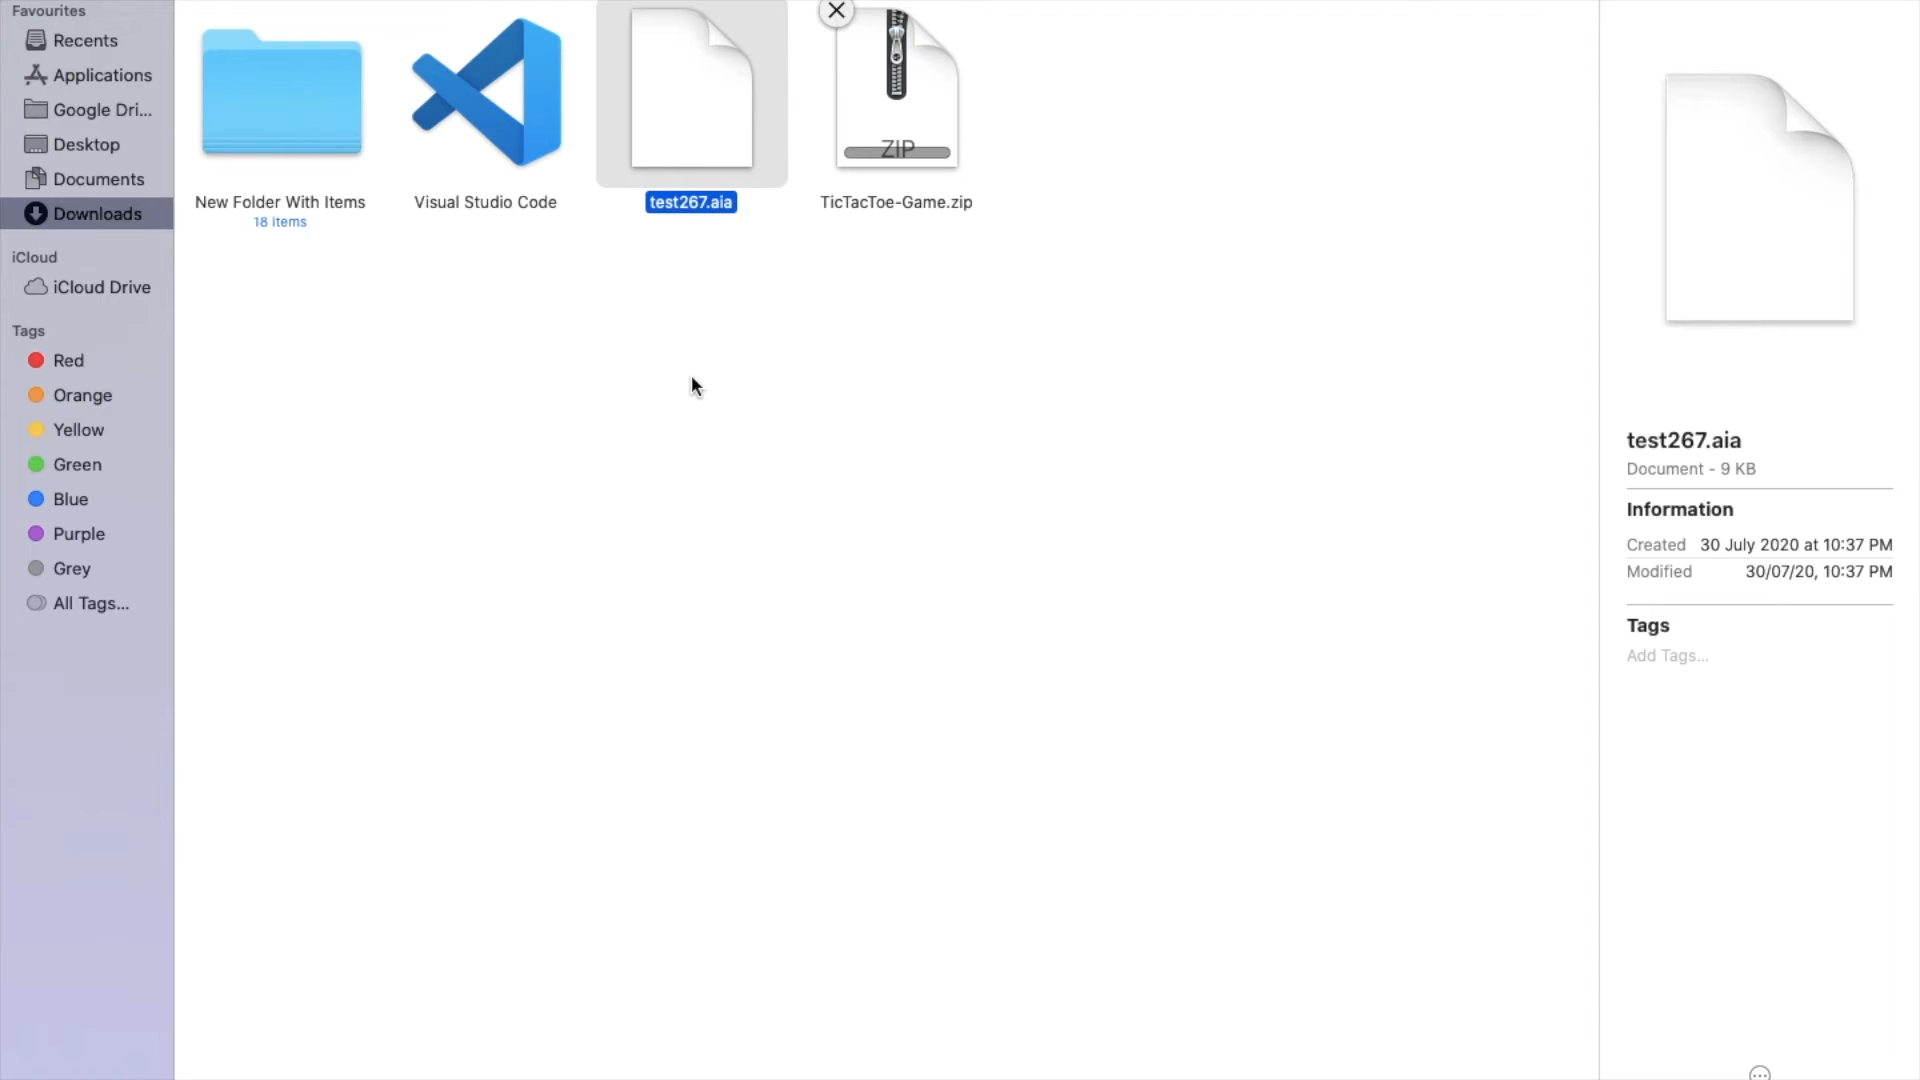 Favourites
Recents
Applications
Google Dri...
Desktop
Documents
Downloads
iCloud
iCloud Drive
Tags
Red
Orange
Yellow
Green
Blue
Purple
Grey
All Tags...
ZIP
New Folder With Items
18 items
Visual Studio Code
test267.aia
TicTacToe-Game.zip
test267.aia
Document - 9 KB
Information
Created 30 July 2020 at 10:37 PM
Modified 30/07/20, 10:37 PM
Tags
Add Tags...